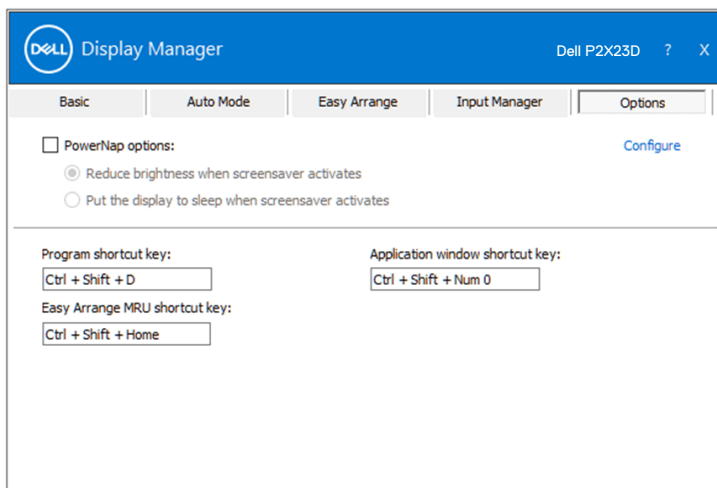 DELL Display Manager Dell P2X23D ? X
Basic Auto Mode Easy Arrange Input Manager Options
PowerNap options: Configure
Reduce brightness when screensaver activates
Put the display to sleep when screensaver activates
Program shortcut key: Application window shortcut key:
Ctrl + Shift + D Ctrl + Shift + Num 0
Easy Arrange MRU shortcut key:
Ctrl + Shift + Home